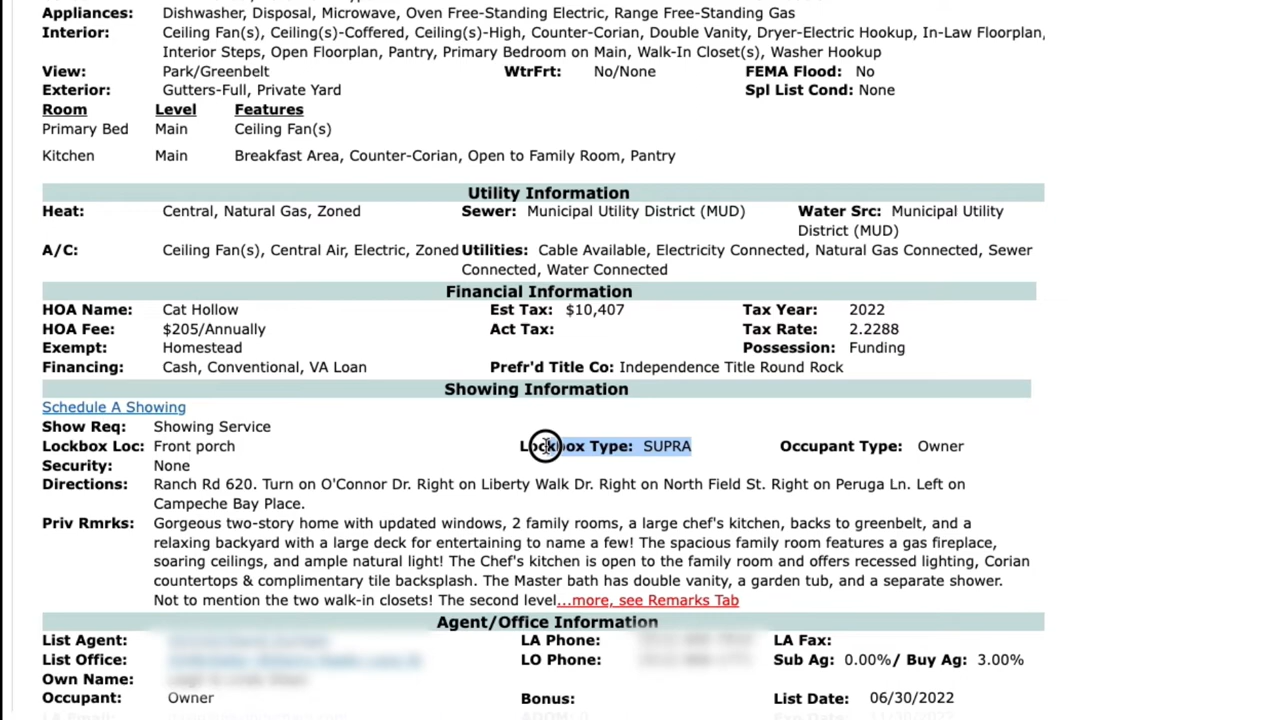 Appliances: Dishwasher, Disposal, Microwave, Oven Free-Standing Electric, Range Free-Standing Gas
Interior: Ceiling Fan(s), Ceiling(s)-Coffered, Ceiling(s)-High, Counter-Corian, Double Vanity, Dryer-Electric Hookup, In-Law Floorplan,
Interior Steps, Open Floorplan, Pantry, Primary Bedroom on Main, Walk-In Closet(s), Washer Hookup
View: Park/Greenbelt WtrFrt: No/None FEMA Flood: No
Exterior: Gutters-Full, Private Yard Spl List Cond: None
Room Level Features
Primary Bed Main Ceiling Fan(s)
Kitchen Main Breakfast Area, Counter-Corian, Open to Family Room, Pantry
Utility Information
Heat: Central, Natural Gas, Zoned Sewer: Municipal Utility District (MUD) Water Src: Municipal Utility
District (MUD)
A/C: Ceiling Fan(s), Central Air, Electric, Zoned Utilities: Cable Available, Electricity Connected, Natural Gas Connected, Sewer
Connected, Water Connected
Financial Information
HOA Name: Cat Hollow Est Tax: $10,407 Tax Year: 2022
HOA Fee: $205/Annually Act Tax: Tax Rate: 2.2288
Exempt: Homestead Possession: Funding
Financing: Cash, Conventional, VA Loan Prefr'd Title Co: Independence Title Round Rock
Showing Information
Schedule A Showing
Show Req: Showing Service
Lockbox Loc: Front porch Lockbox Type: SUPRA Occupant Type: Owner
Security: None
Directions: Ranch Rd 620. Turn on O'Connor Dr. Right on Liberty Walk Dr. Right on North Field St. Right on Peruga Ln. Left on
Campeche Bay Place.
Priv Rmrks: Gorgeous two-story home with updated windows, 2 family rooms, a large chef's kitchen, backs to greenbelt, and a
relaxing backyard with a large deck for entertaining to name a few! The spacious family room features a gas fireplace,
soaring ceilings, and ample natural light! The Chef's kitchen is open to the family room and offers recessed lighting, Corian
countertops & complimentary tile backsplash. The Master bath has double vanity, a garden tub, and a separate shower.
Not to mention the two walk-in closets! The second level...more, see Remarks Tab
Agent/Office Information
List Agent: LA Phone: LA Fax:
List Office: LO Phone: Sub Ag: 0.00%/ Buy Ag: 3.00%
Own Name:
Occupant: Owner Bonus: List Date: 06/30/2022